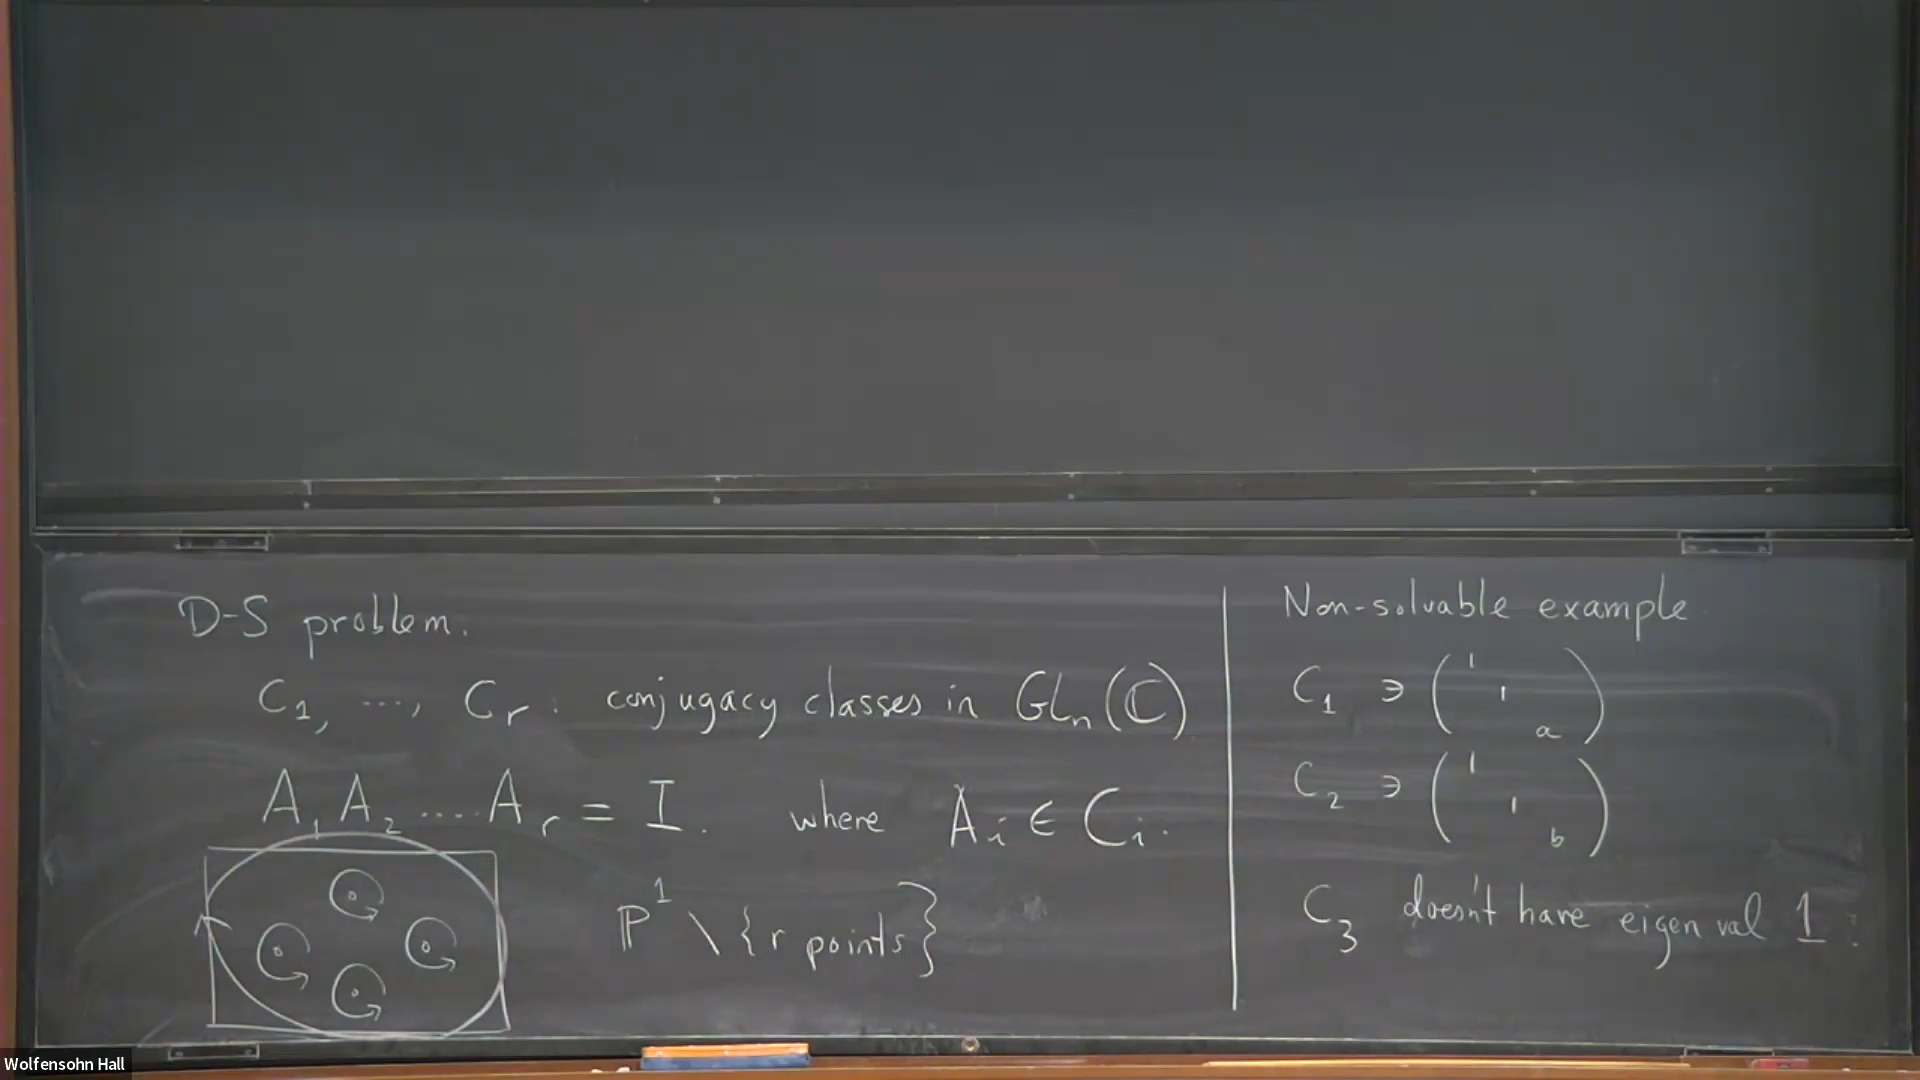 D-S problem.
C₁, ..., Cᵣ : conjugacy classes in GLₙ(ℂ)
A₁ A₂ .... Aᵣ = I. where Aᵢ ∈ Cᵢ.
ℙ¹ \ {r points}
Non-solvable example
C₁ ∋ (1 1 a)
C₂ ∋ (1 1 b)
C₃ doesn't have eigen val 1.
Wolfensohn Hall